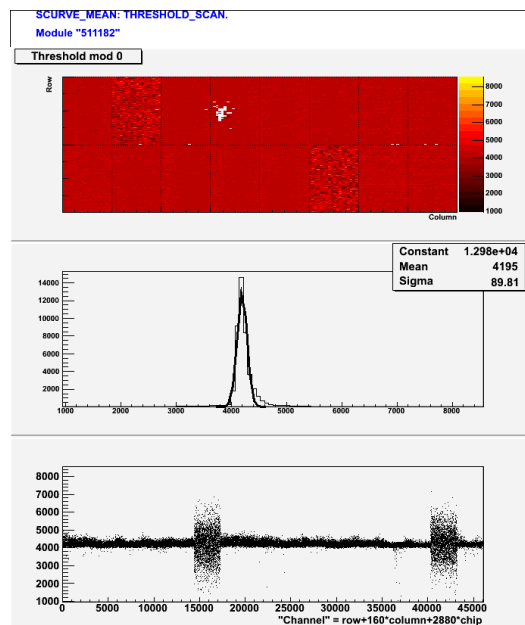 SCURVE_MEAN: THRESHOLD_SCAN.
Module "511182"
Threshold mod 0
Row
8000
7000
6000
5000
4000
3000
2000
1000
Column
Constant 1.298e+04
Mean 4195
Sigma 89.81
14000
12000
10000
8000
6000
4000
2000
1000 2000 3000 4000 5000 6000 7000 8000
8000
7000
6000
5000
4000
3000
2000
1000
0 5000 10000 15000 20000 25000 30000 35000 40000 45000
"Channel" = row+160*column+2880*chip